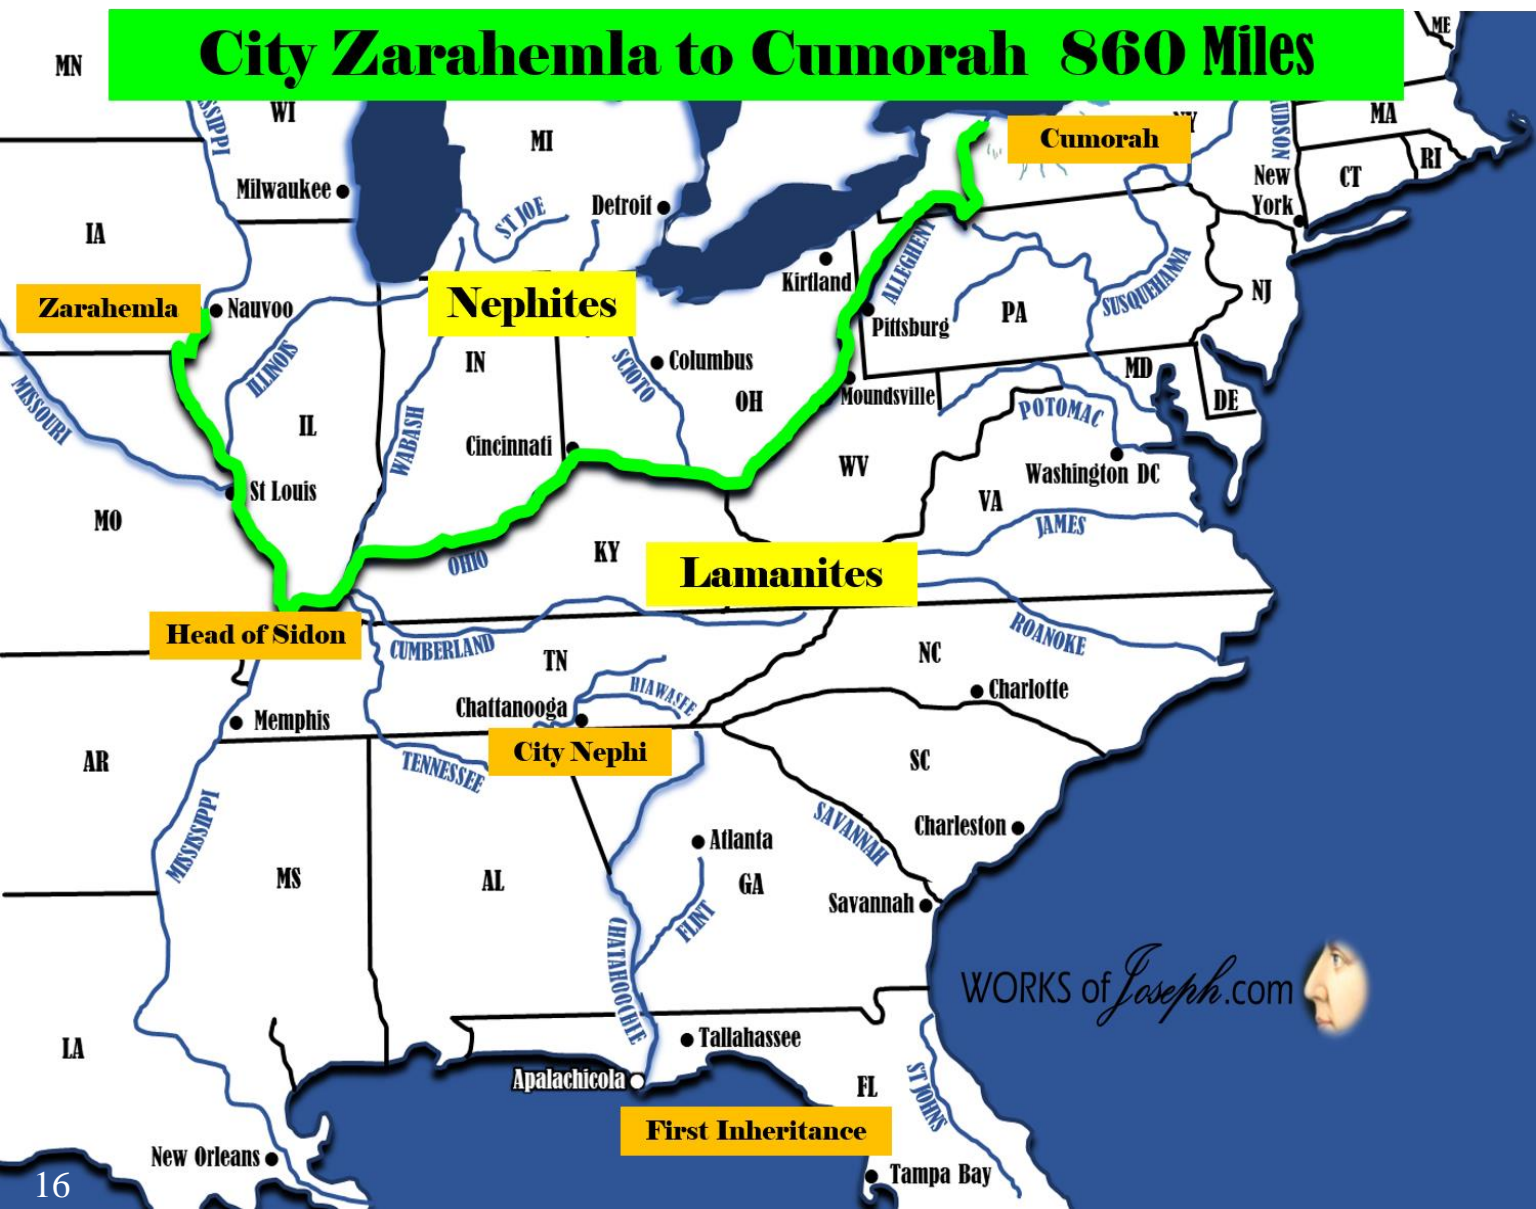 City Zarahemla to Cumorah 860 Miles
ME
MN
SSIPPI
WI
MI
NY
HUDSON
MA
Cumorah
CT
RI
Milwaukee
ST JOE
Detroit
New
York
IA
Kirtland
ALLEGHENY
SUSQUEHANNA
NJ
Zarahemla
Nauvoo
Nephites
Pittsburg
PA
MISSOURI
ILLINOIS
IN
SCIOTO
Columbus
OH
Moundsville
MD
DE
POTOMAC
IL
WABASH
Cincinnati
WV
Washington DC
St Louis
VA
MO
JAMES
OHIO
KY
Lamanites
Head of Sidon
CUMBERLAND
TN
ROANOKE
NC
HIAWASEE
Charlotte
Chattanooga
Memphis
City Nephi
AR
TENNESSEE
SC
MISSISSIPPI
SAVANNAH
Charleston
Atlanta
MS
AL
GA
Savannah
FLINT
CHATAHOOCHIE
WORKS of Joseph.com
LA
Tallahassee
Apalachicola
FL
ST JOHNS
First Inheritance
New Orleans
Tampa Bay
16